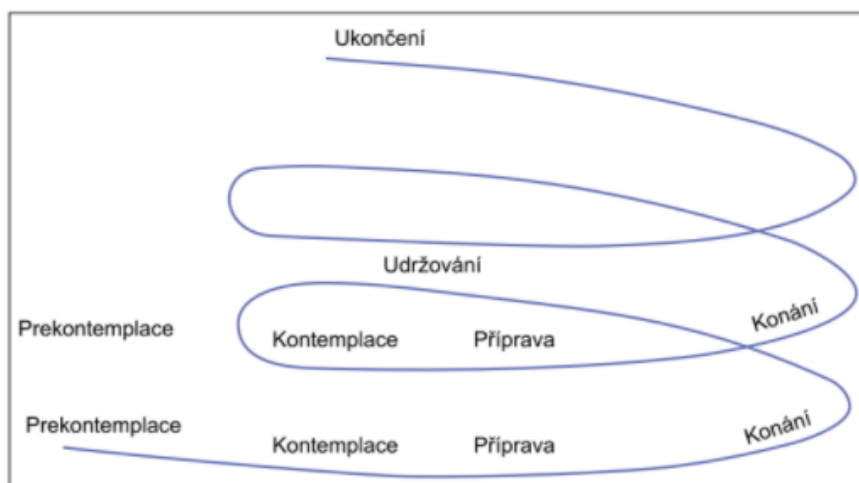 Ukončení
Udržování
Konání
Prekontemplace
Kontemplace Příprava
Prekontemplace
Konání
Kontemplace Příprava